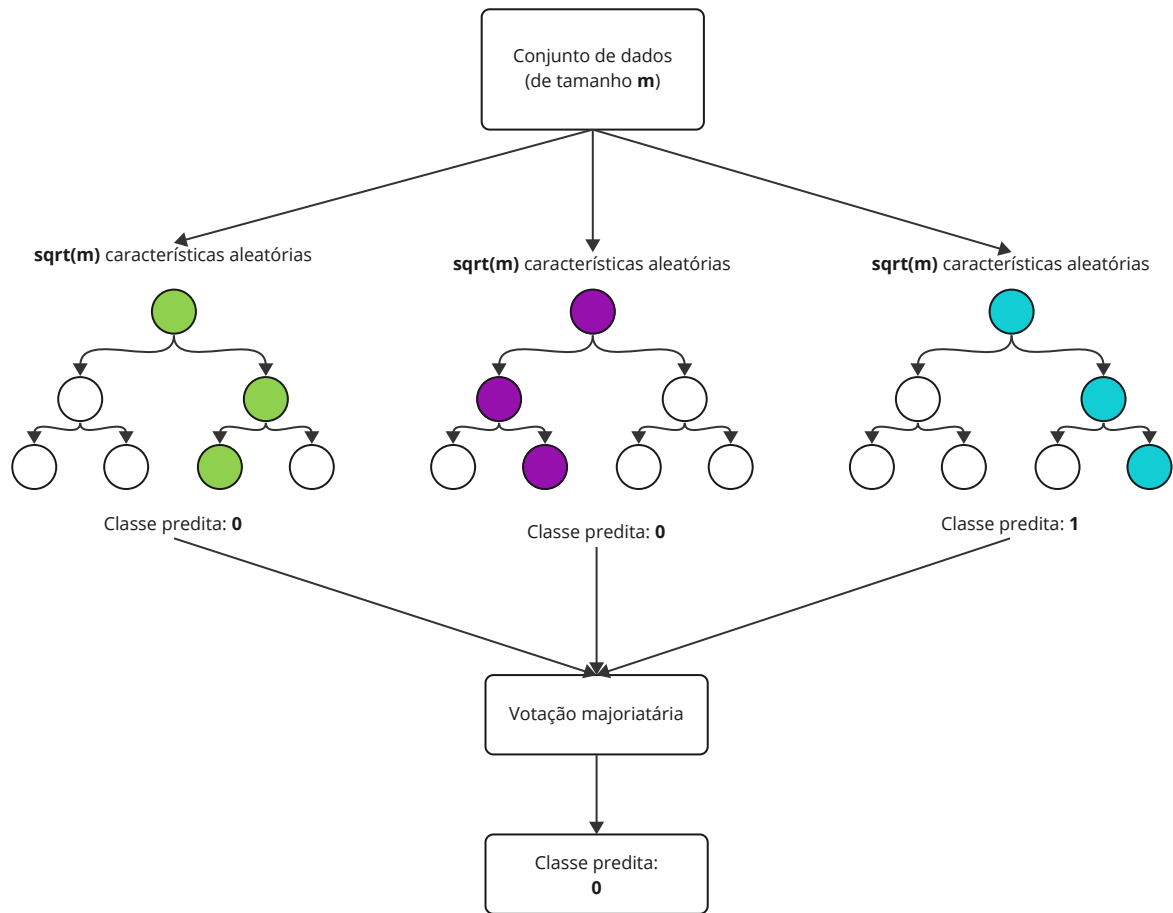 Conjunto de dados
(de tamanho m)
sqrt(m) características aleatórias
sqrt(m) características aleatórias
sqrt(m) características aleatórias
Classe predita: 0
Classe predita: 0
Classe predita: 1
Votação majoriatária
Classe predita:
0